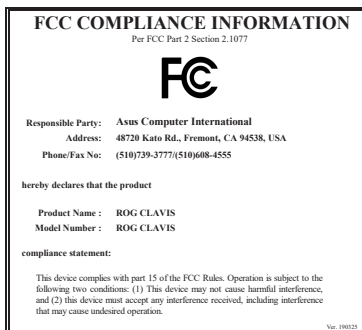 FCC COMPLIANCE INFORMATION
Per FCC Part 2 Section 2.1077
FC
Responsible Party: Asus Computer International
Address: 48720 Kato Rd., Fremont, CA 94538, USA
Phone/Fax No: (510)739-3777/(510)608-4555
hereby declares that the product
Product Name : ROG CLAVIS
Model Number : ROG CLAVIS
compliance statement:
This device complies with part 15 of the FCC Rules. Operation is subject to the
following two conditions: (1) This device may not cause harmful interference,
and (2) this device must accept any interference received, including interference
that may cause undesired operation.
Ver. 190325